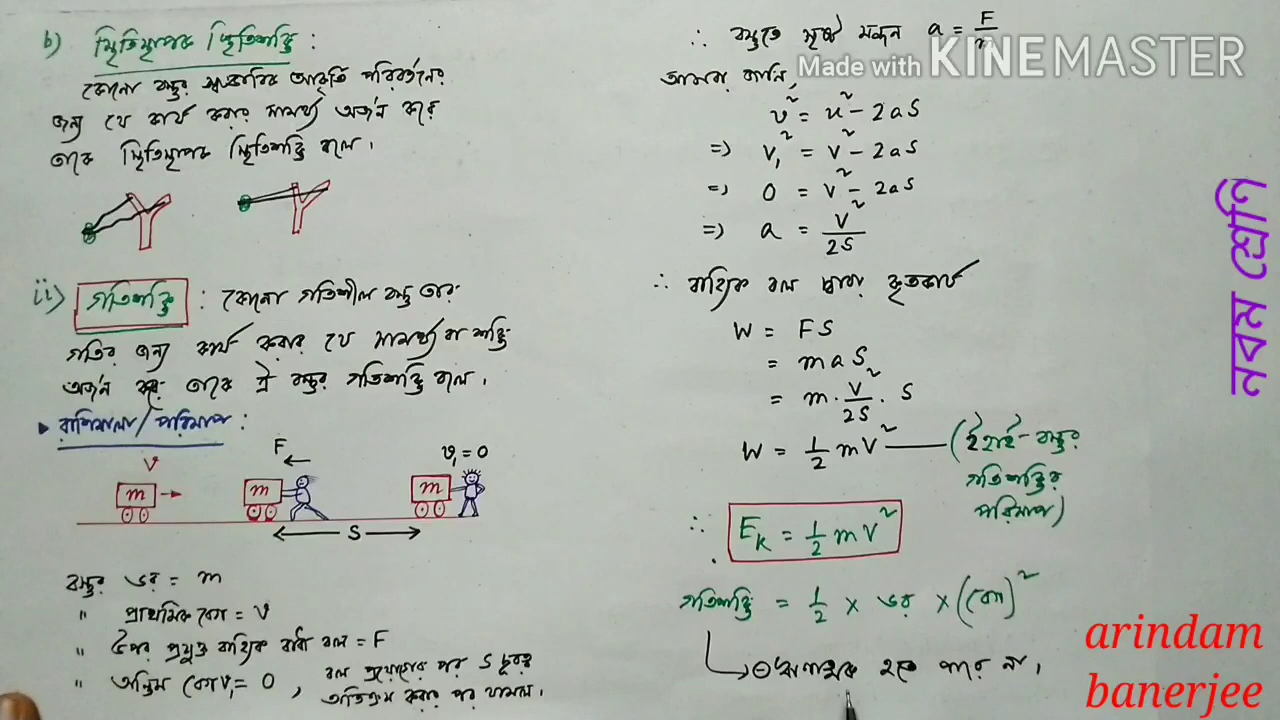 b) স্থিতিস্থাপক স্থিতিশক্তি :
কোনো বস্তুর স্বাভাবিক আকৃতি পরিবর্তনের
জন্য যে কার্য করার সামর্থ্য অর্জন করে
তাকে স্থিতিস্থাপক স্থিতিশক্তি বলে।
ii) গতিশক্তি : কোনো গতিশীল বস্তু তার
গতির জন্য কার্য করার যে সামর্থ্য বা শক্তি
অর্জন করে তাকে ঐ বস্তুর গতিশক্তি বলে।
▸ রাশিমালা/পরিমাপ :
V
F
v₁ = 0
m
m
m
S
বস্তুর ভর = m
" প্রাথমিক বেগ = V
" উপর প্রযুক্ত বাহ্যিক বাধা বল = F
" অন্তিম বেগ V₁ = 0 , বল প্রয়োগের পর S দূরত্ব
অতিক্রম করার পর থামল।
∴ বস্তুতে সৃষ্ট মন্দন a = F/
আমরা জানি,
v² = u² - 2as
=> V₁² = V² - 2aS
=> 0 = V² - 2aS
=> a = V²/2S
∴ বাহ্যিক বল দ্বারা কৃতকার্য
W = FS
= maS
= m · V²/2S · S
W = ½ mV² —— (ইহাই বস্তুর
গতিশক্তির
পরিমাপ)
∴ E_k = ½ mV²
গতিশক্তি = ½ × ভর × (বেগ)²
ঋণাত্মক হতে পারে না।
Made with KINEMASTER
নবম শ্রেণি
arindam
banerjee